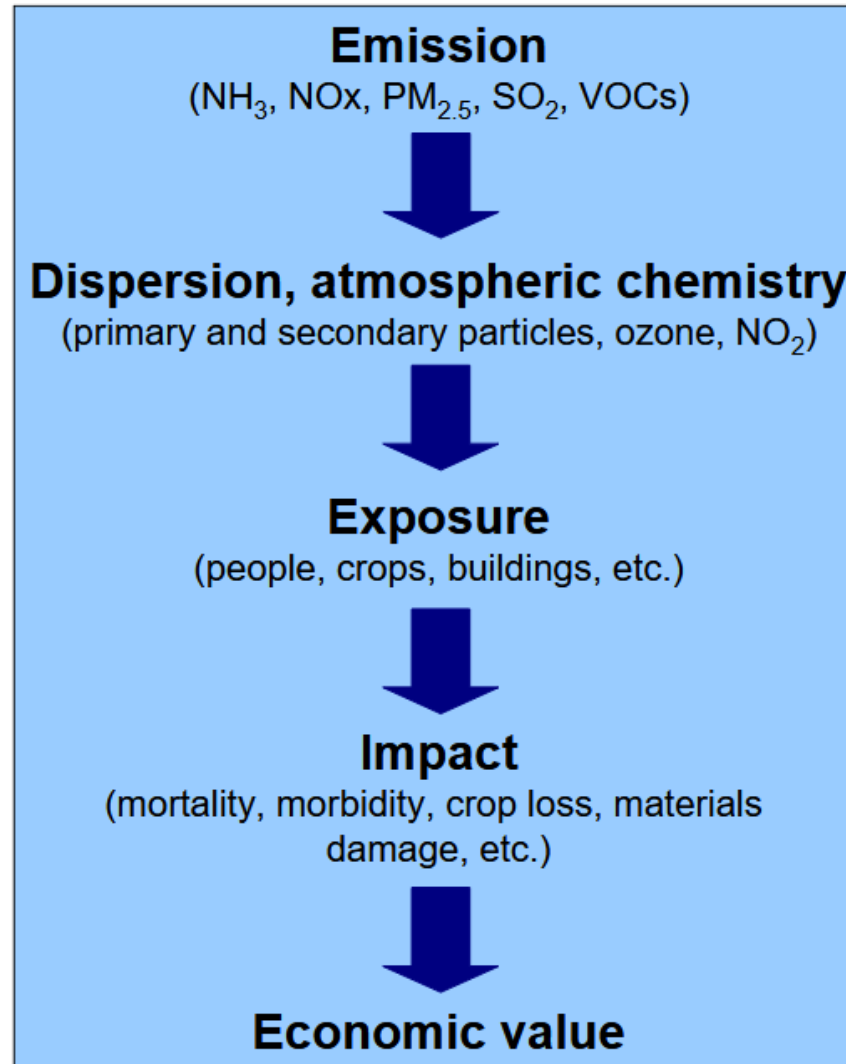 Emission
(NH₃, NOx, PM₂.₅, SO₂, VOCs)
Dispersion, atmospheric chemistry
(primary and secondary particles, ozone, NO₂)
Exposure
(people, crops, buildings, etc.)
Impact
(mortality, morbidity, crop loss, materials
damage, etc.)
Economic value